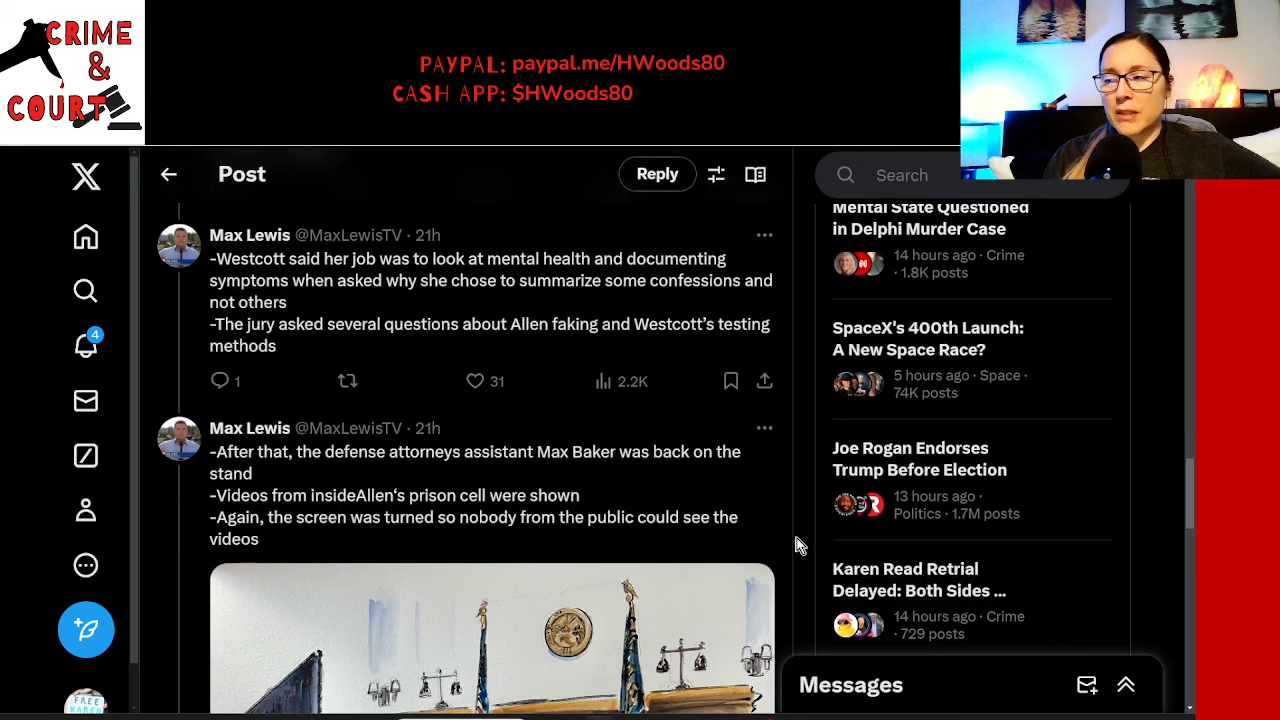 CRIME
&
COURT
PAYPAL: paypal.me/HWoods80
CASH APP: $HWoods80
Post
Reply
Search
Max Lewis @MaxLewisTV · 21h
-Westcott said her job was to look at mental health and documenting
symptoms when asked why she chose to summarize some confessions and
not others
-The jury asked several questions about Allen faking and Westcott’s testing
methods
1
31
2.2K
Max Lewis @MaxLewisTV · 21h
-After that, the defense attorneys assistant Max Baker was back on the
stand
-Videos from insideAllen‘s prison cell were shown
-Again, the screen was turned so nobody from the public could see the
videos
4
FREE
Mental State Questioned
in Delphi Murder Case
14 hours ago · Crime
· 1.8K posts
SpaceX's 400th Launch:
A New Space Race?
5 hours ago · Space ·
74K posts
Joe Rogan Endorses
Trump Before Election
13 hours ago ·
Politics · 1.7M posts
Karen Read Retrial
Delayed: Both Sides ...
14 hours ago · Crime
· 729 posts
Messages